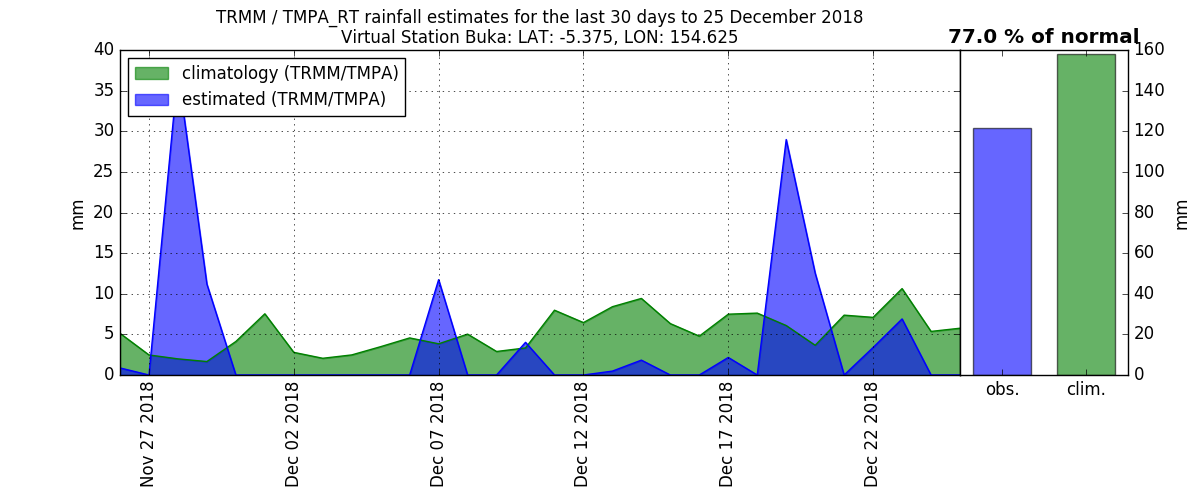 TRMM / TMPA_RT rainfall estimates for the last 30 days to 25 December 2018
Virtual Station Buka: LAT: -5.375, LON: 154.625
77.0 % of normal
climatology (TRMM/TMPA)
estimated (TRMM/TMPA)
40
35
30
25
20
15
10
5
0
mm
Nov 27 2018
Dec 02 2018
Dec 07 2018
Dec 12 2018
Dec 17 2018
Dec 22 2018
obs.
clim.
160
140
120
100
80
60
40
20
0
mm